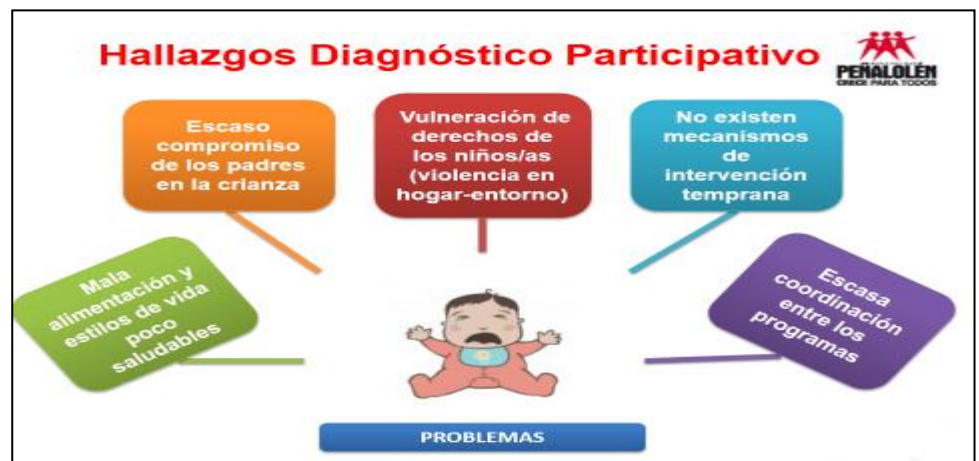 Hallazgos Diagnóstico Participativo
PEÑALOLÉN
CRECE PARA TODOS
Escaso
compromiso
de los padres
en la crianza
Vulneración de
derechos de
los niños/as
(violencia en
hogar-entorno)
No existen
mecanismos
de
intervención
temprana
Mala
alimentación y
estilos de vida
poco
saludables
Escasa
coordinación
entre los
programas
PROBLEMAS